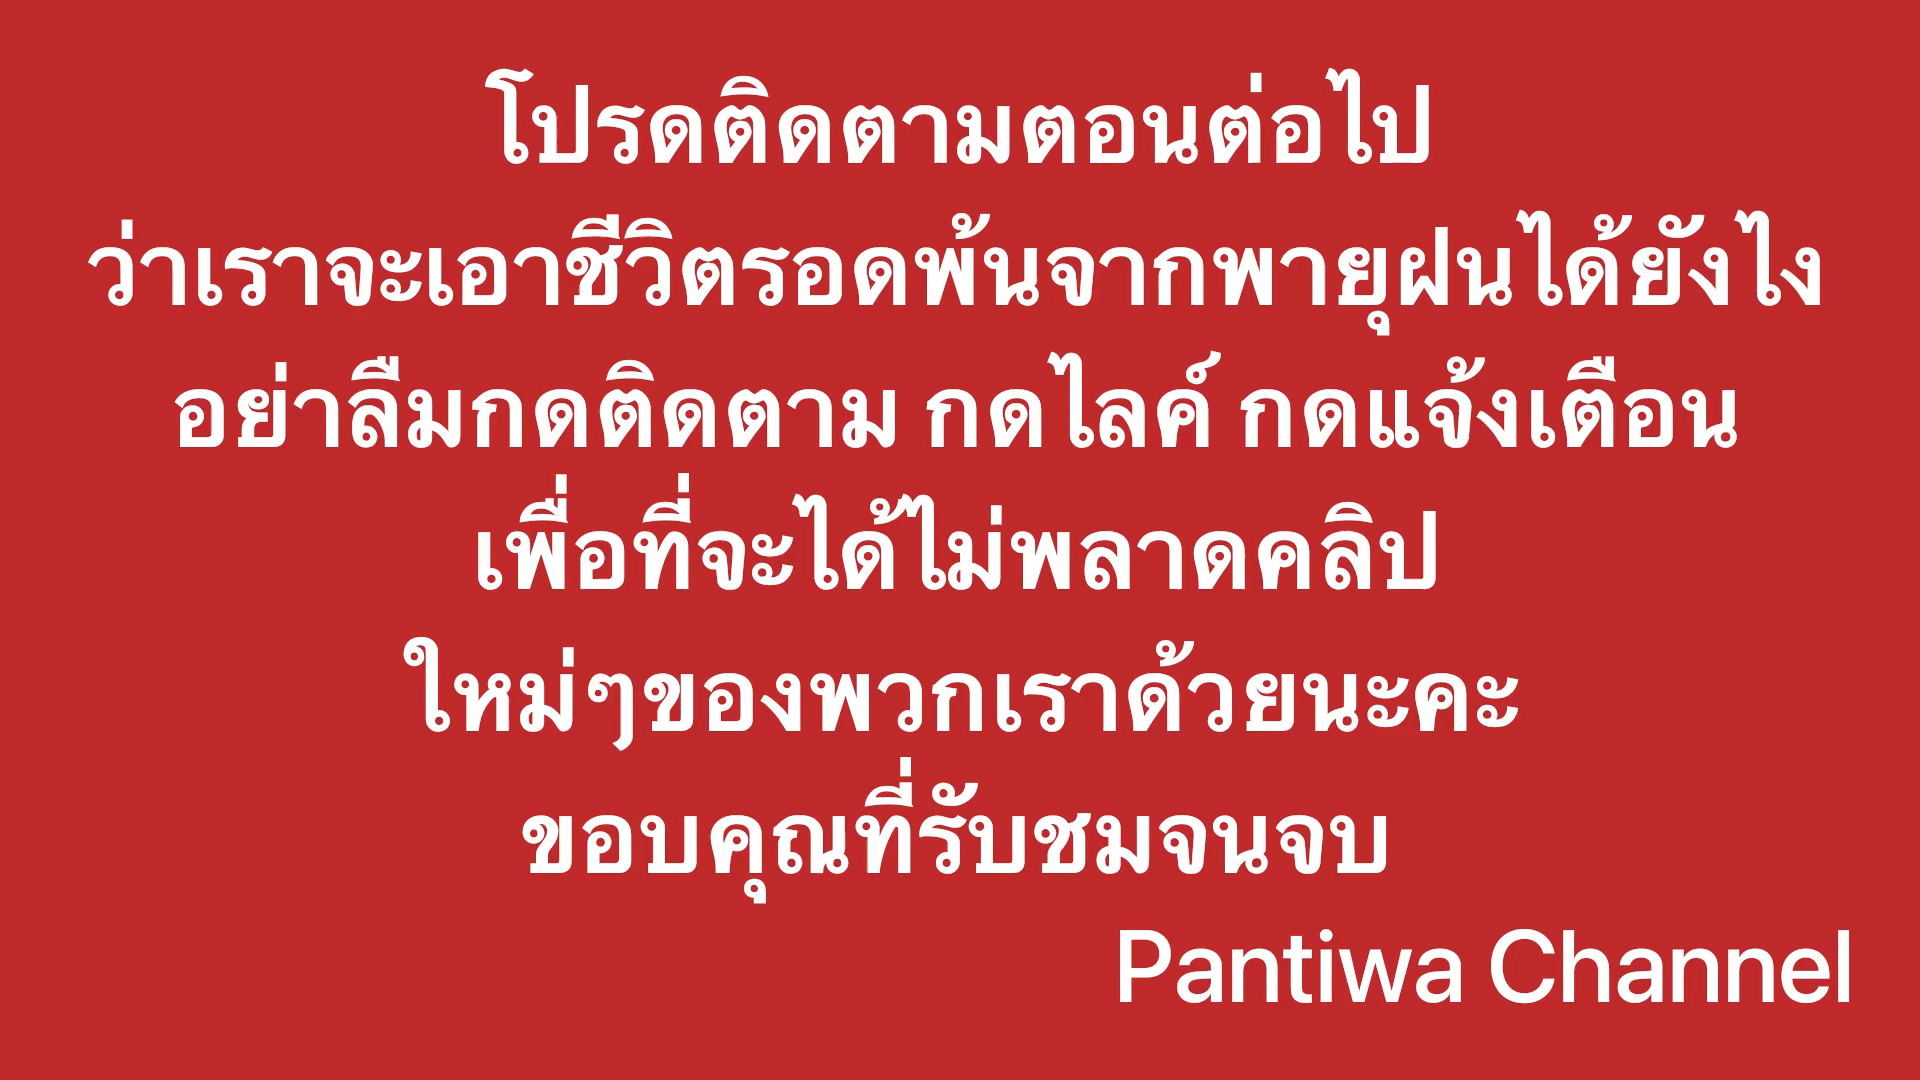 โปรดติดตามตอนต่อไป
ว่าเราจะเอาชีวิตรอดพ้นจากพายุฝนได้ยังไง
อย่าลืมกดติดตาม กดไลค์ กดแจ้งเตือน
เพื่อที่จะได้ไม่พลาดคลิป
ใหม่ๆของพวกเราด้วยนะคะ
ขอบคุณที่รับชมจนจบ
Pantiwa Channel